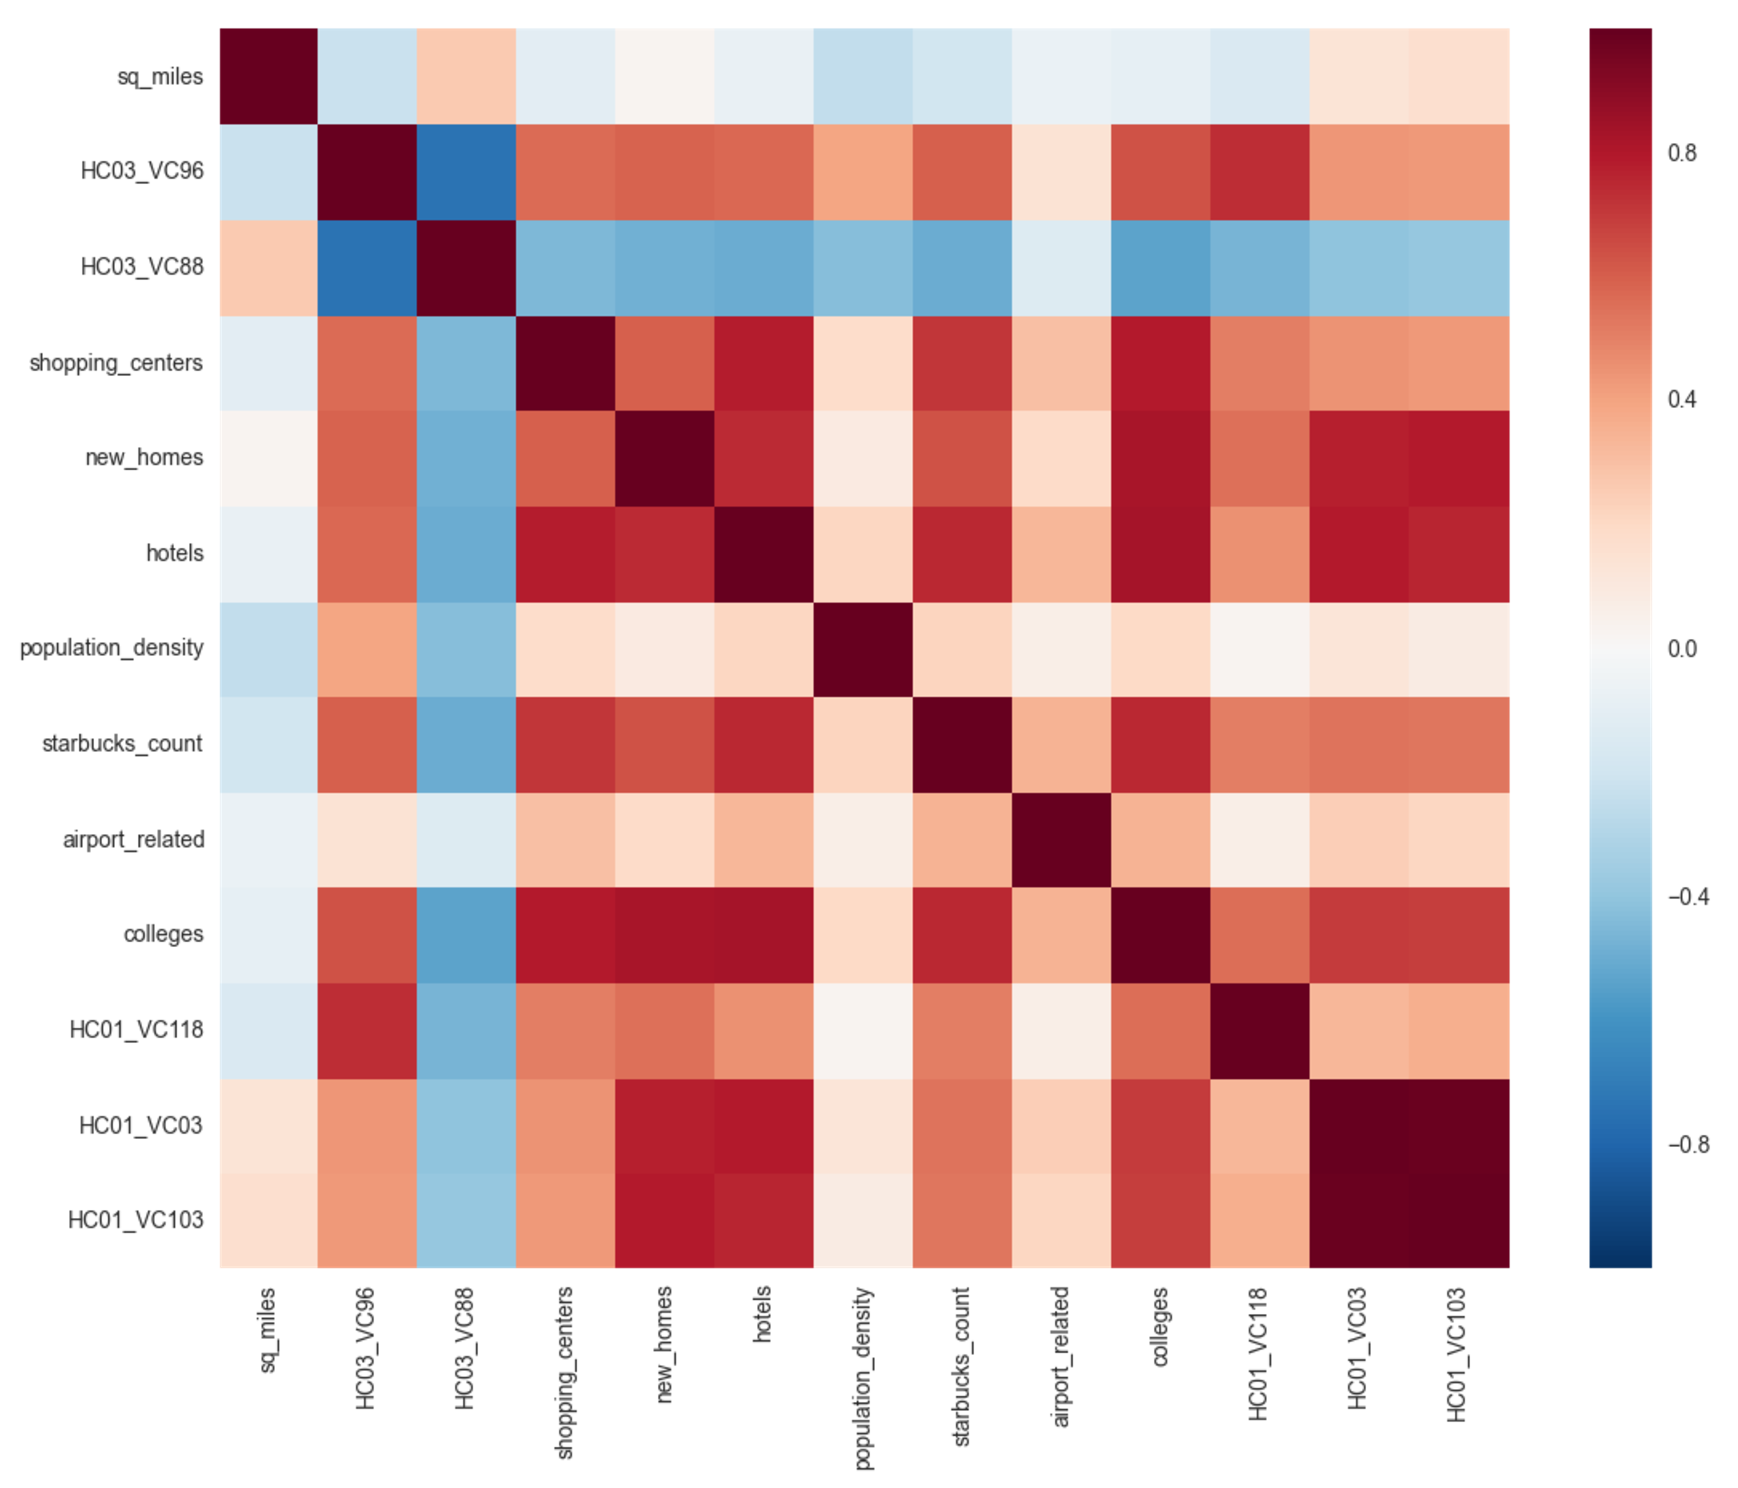 sq_miles
HC03_VC96
HC03_VC88
shopping_centers
new_homes
hotels
population_density
starbucks_count
airport_related
colleges
HC01_VC118
HC01_VC03
HC01_VC103
sq_miles
HC03_VC96
HC03_VC88
shopping_centers
new_homes
hotels
population_density
starbucks_count
airport_related
colleges
HC01_VC118
HC01_VC03
HC01_VC103
0.8
0.4
0.0
−0.4
−0.8